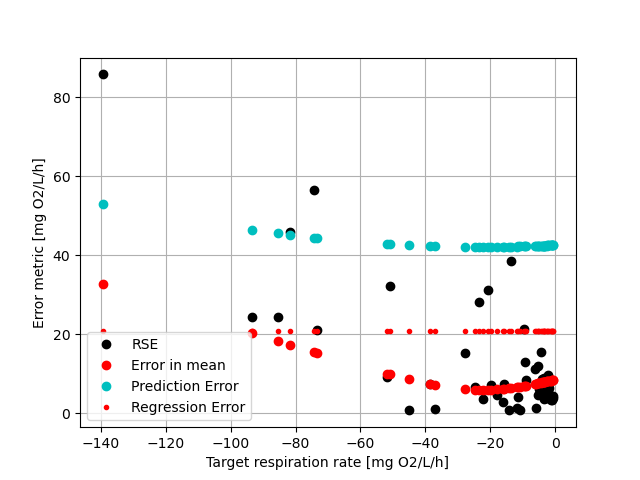 80
60
40
20
0
Error metric [mg O2/L/h]
RSE
Error in mean
Prediction Error
Regression Error
−140 −120 −100 −80 −60 −40 −20 0
Target respiration rate [mg O2/L/h]